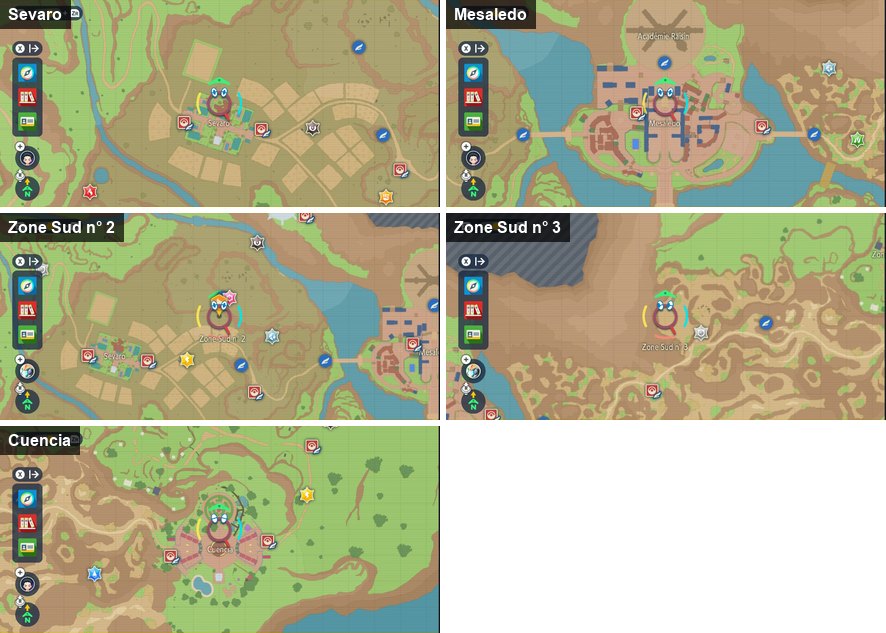 Sevaro
Sevaro
Mesaledo
Académie Raisin
Mesaledo
Zone Sud n° 2
Sevaro
Zone Sud n° 2
Zone Sud n° 3
Zone Sud n° 3
Cuencia
Cuencia